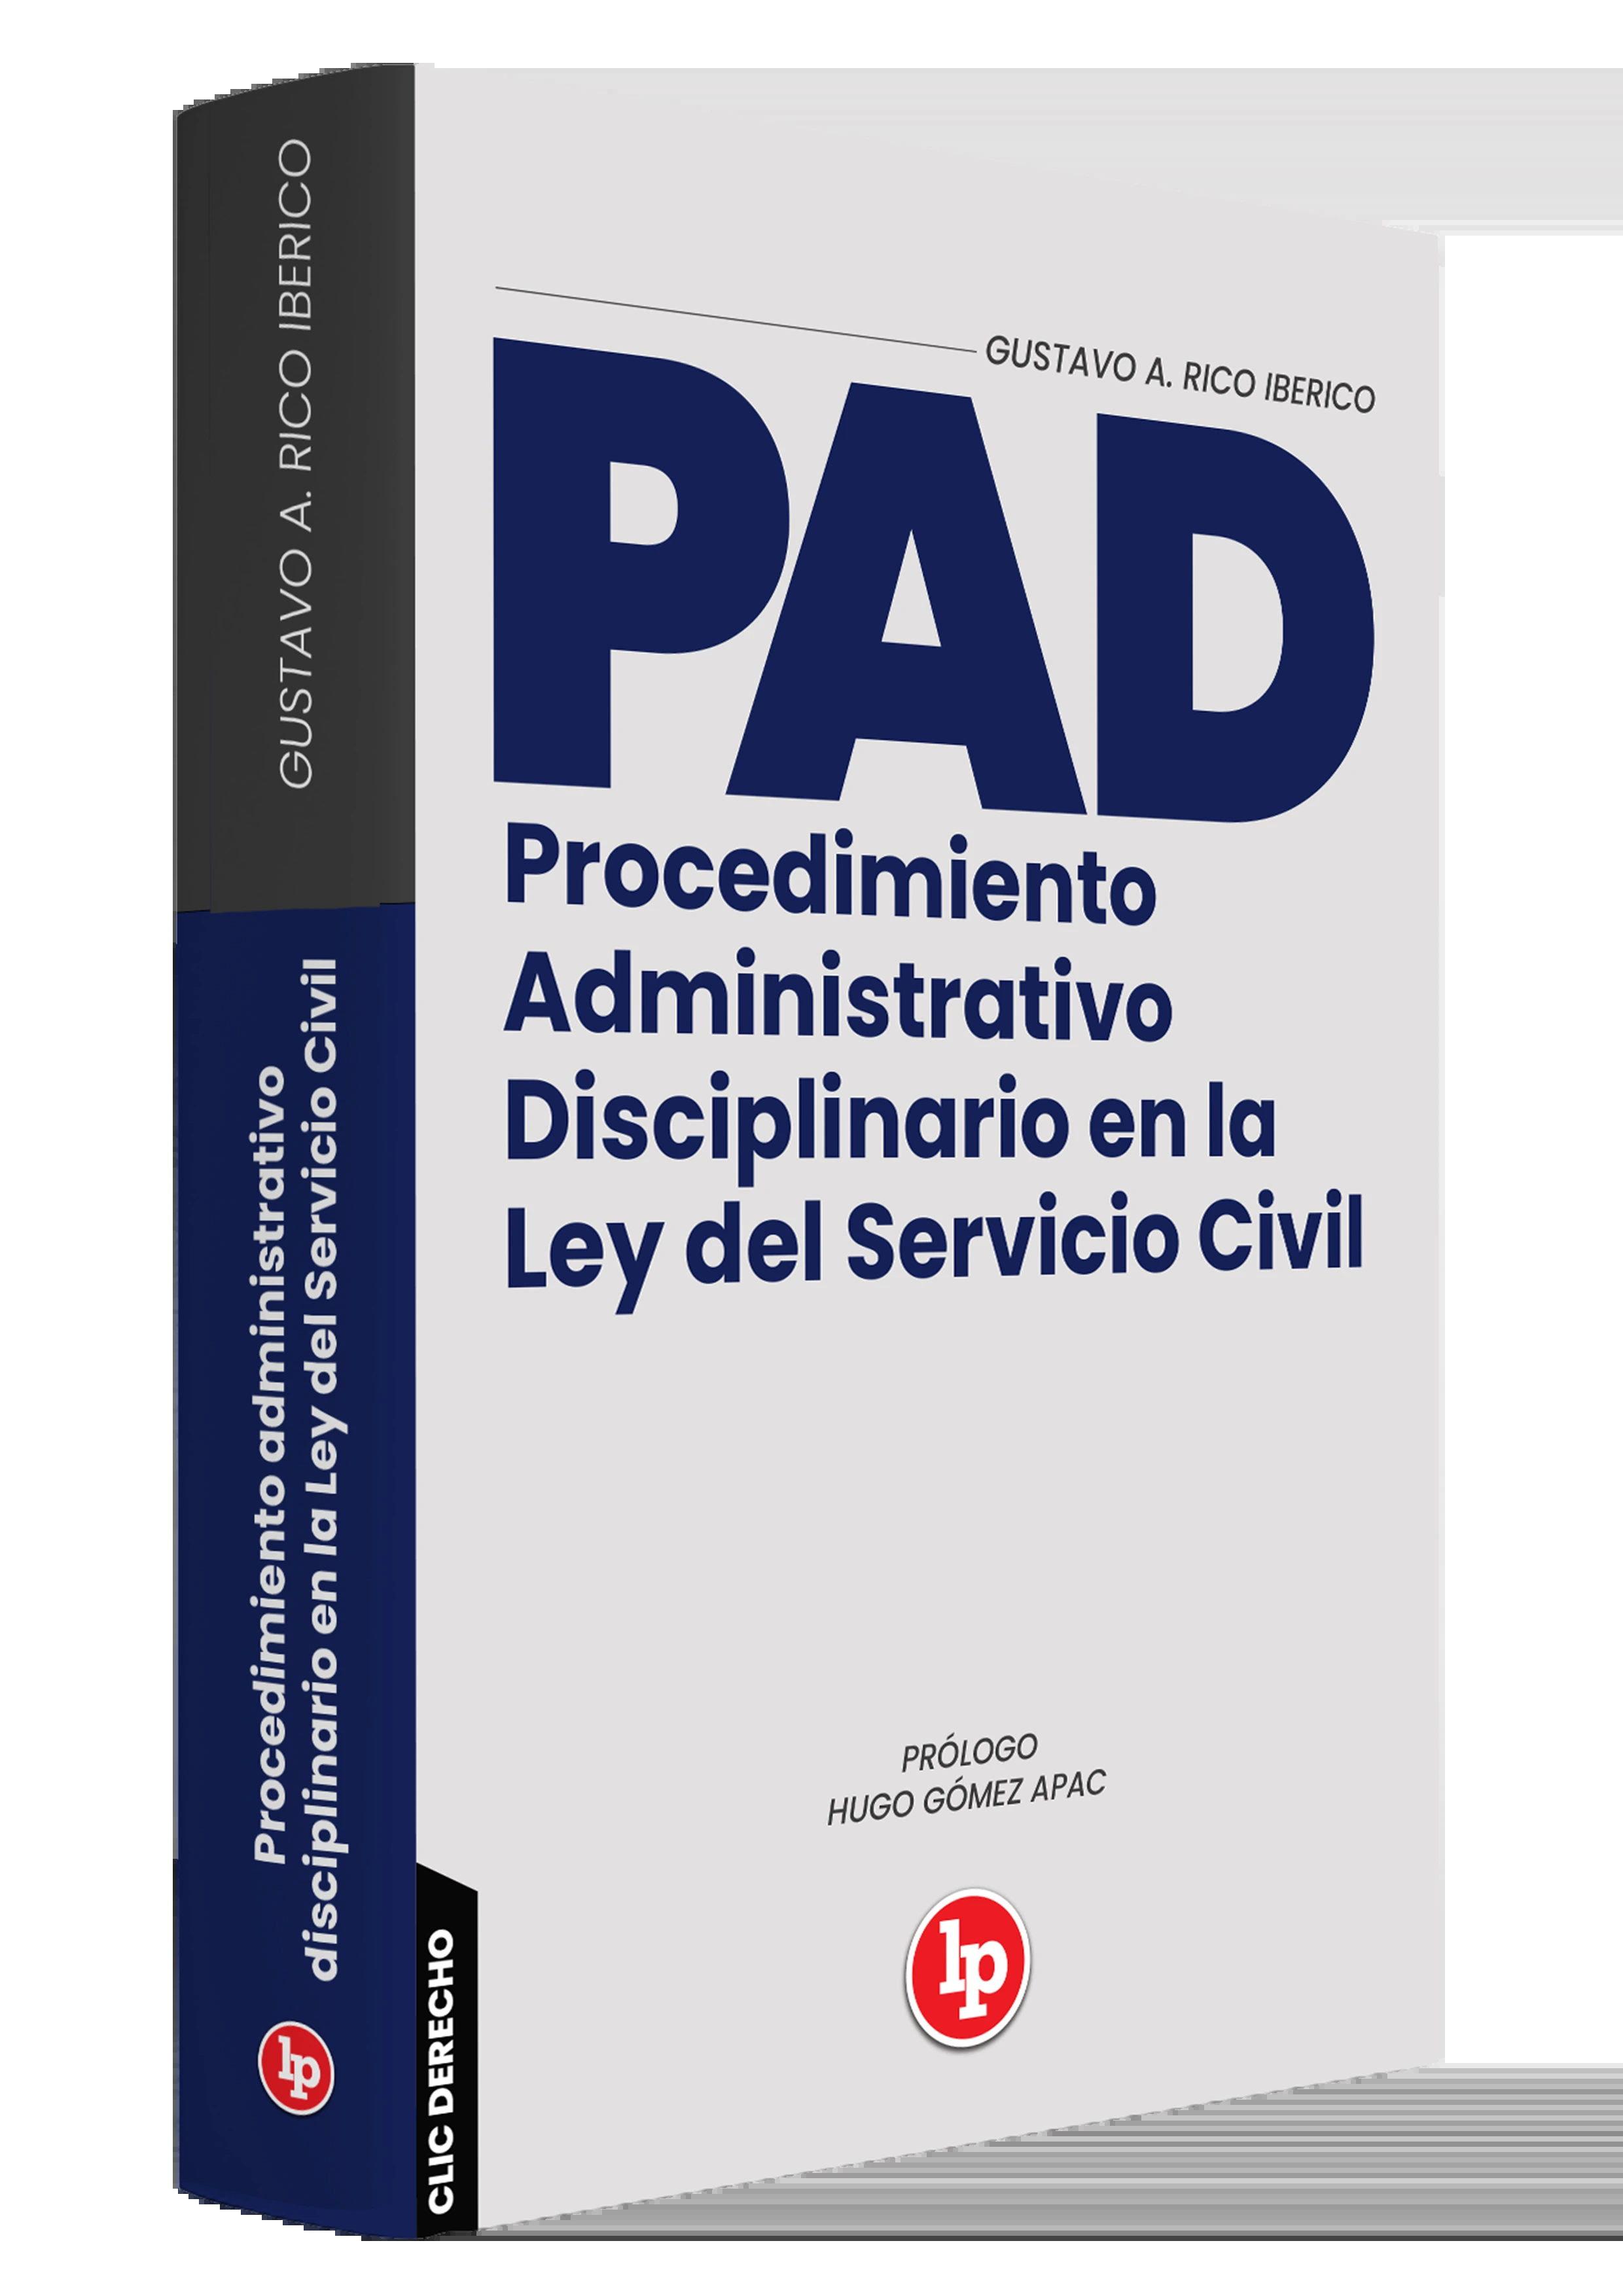 GUSTAVO A. RICO IBERICO
Procedimiento administrativo
disciplinario en la Ley del Servicio Civil
lp
GUSTAVO A. RICO IBERICO
PAD
Procedimiento
Administrativo
Disciplinario en la
Ley del Servicio Civil
PRÓLOGO
HUGO GÓMEZ APAC
lp
CLIC DERECHO